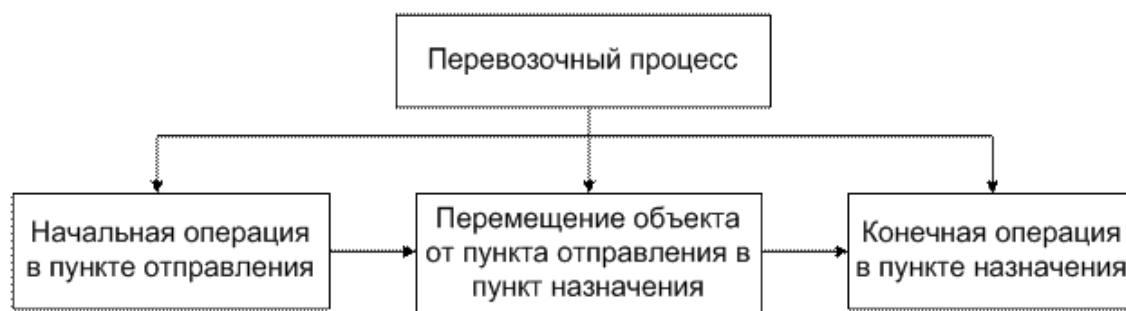 Перевозочный процесс
Начальная операция
в пункте отправления
Перемещение объекта
от пункта отправления в
пункт назначения
Конечная операция
в пункте назначения